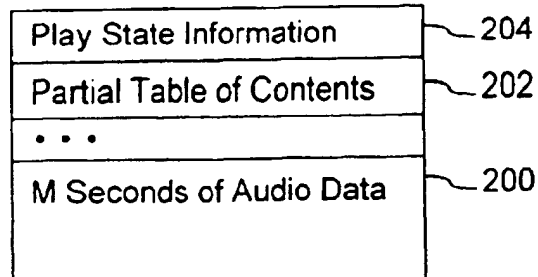 Play State Information 204
Partial Table of Contents 202
• • •
M Seconds of Audio Data 200